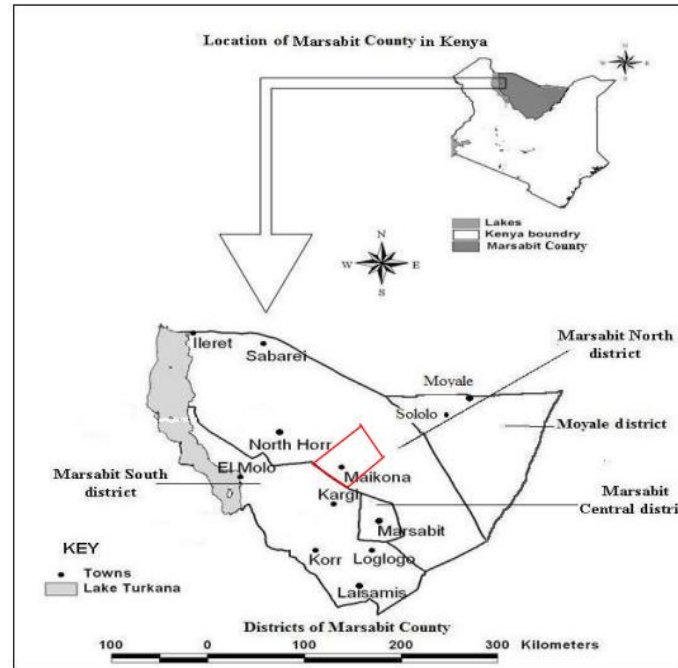 Location of Marsabit County in Kenya
N
W E
S
Lakes
Kenya boundry
Marsabit County
N
W E
S
Ileret
Sabarei
Marsabit North
district
Moyale
Sololo
Moyale district
North Horr
El Molo
Maikona
Marsabit South
district
Kargi
Marsabit
Central distri
Marsabit
KEY
Towns
Lake Turkana
Korr
Loglogo
Laisamis
Districts of Marsabit County
100 0 100 200 300 Kilometers